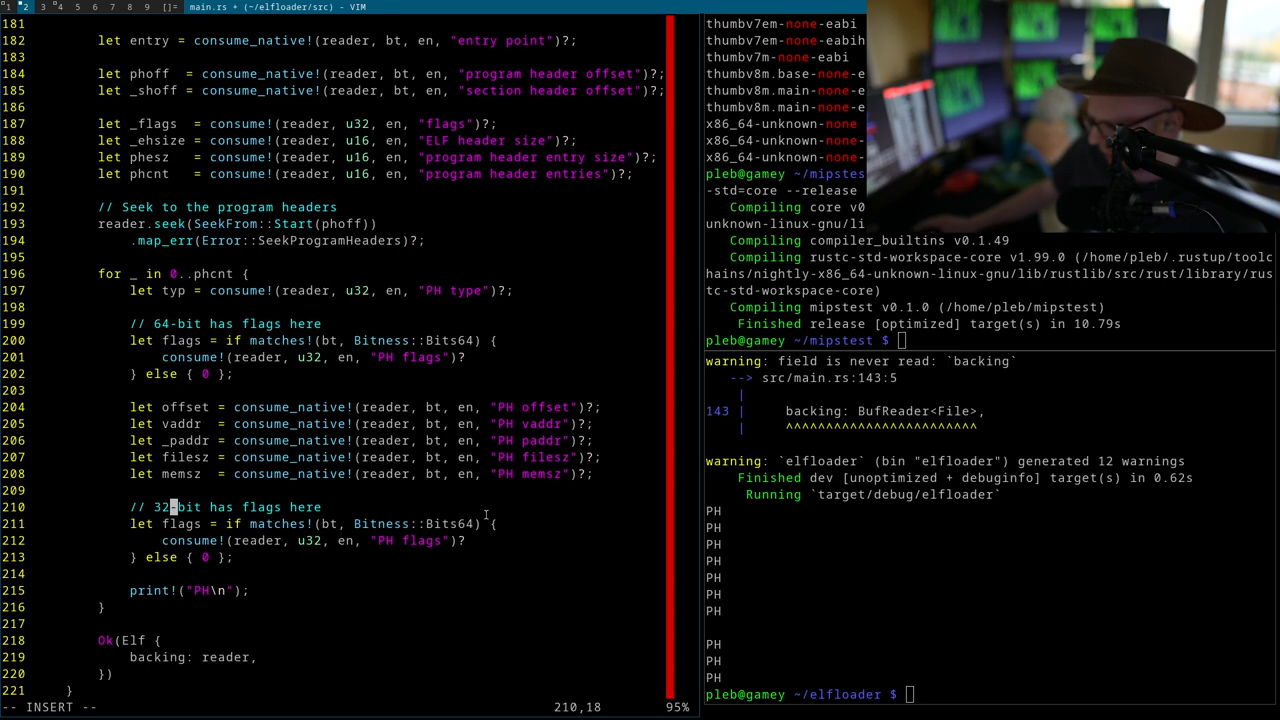 1 2 3 4 5 6 7 8 9 []= main.rs + (~/elfloader/src) - VIM
181
182         let entry = consume_native!(reader, bt, en, "entry point")?;
183
184         let phoff  = consume_native!(reader, bt, en, "program header offset")?;
185         let _shoff = consume_native!(reader, bt, en, "section header offset")?;
186
187         let _flags  = consume!(reader, u32, en, "flags")?;
188         let _ehsize = consume!(reader, u16, en, "ELF header size")?;
189         let phesz   = consume!(reader, u16, en, "program header entry size")?;
190         let phcnt   = consume!(reader, u16, en, "program header entries")?;
191
192         // Seek to the program headers
193         reader.seek(SeekFrom::Start(phoff))
194             .map_err(Error::SeekProgramHeaders)?;
195
196         for _ in 0..phcnt {
197             let typ = consume!(reader, u32, en, "PH type")?;
198
199             // 64-bit has flags here
200             let flags = if matches!(bt, Bitness::Bits64) {
201                 consume!(reader, u32, en, "PH flags")?
202             } else { 0 };
203
204             let offset = consume_native!(reader, bt, en, "PH offset")?;
205             let vaddr  = consume_native!(reader, bt, en, "PH vaddr")?;
206             let _paddr = consume_native!(reader, bt, en, "PH paddr")?;
207             let filesz = consume_native!(reader, bt, en, "PH filesz")?;
208             let memsz  = consume_native!(reader, bt, en, "PH memsz")?;
209
210             // 32-bit has flags here
211             let flags = if matches!(bt, Bitness::Bits64) {
212                 consume!(reader, u32, en, "PH flags")?
213             } else { 0 };
214
215             print!("PH\n");
216         }
217
218         Ok(Elf {
219             backing: reader,
220         })
221     }
-- INSERT -- 210,18 95%
thumbv7em-none-eabi
thumbv7em-none-eabih
thumbv7m-none-eabi
thumbv8m.base-none-e
thumbv8m.main-none-e
thumbv8m.main-none-e
x86_64-unknown-none
x86_64-unknown-none-
x86_64-unknown-none-
pleb@gamey ~/mipstes
-std=core --release
   Compiling core v0
unknown-linux-gnu/li
   Compiling compiler_builtins v0.1.49
   Compiling rustc-std-workspace-core v1.99.0 (/home/pleb/.rustup/toolc
hains/nightly-x86_64-unknown-linux-gnu/lib/rustlib/src/rust/library/rus
tc-std-workspace-core)
   Compiling mipstest v0.1.0 (/home/pleb/mipstest)
    Finished release [optimized] target(s) in 10.79s
pleb@gamey ~/mipstest $
warning: field is never read: `backing`
   --> src/main.rs:143:5
    |
143 |     backing: BufReader<File>,
    |     ^^^^^^^^^^^^^^^^^^^^^^^^
warning: `elfloader` (bin "elfloader") generated 12 warnings
    Finished dev [unoptimized + debuginfo] target(s) in 0.62s
     Running `target/debug/elfloader`
PH
PH
PH
PH
PH
PH
PH
PH
PH
PH
pleb@gamey ~/elfloader $